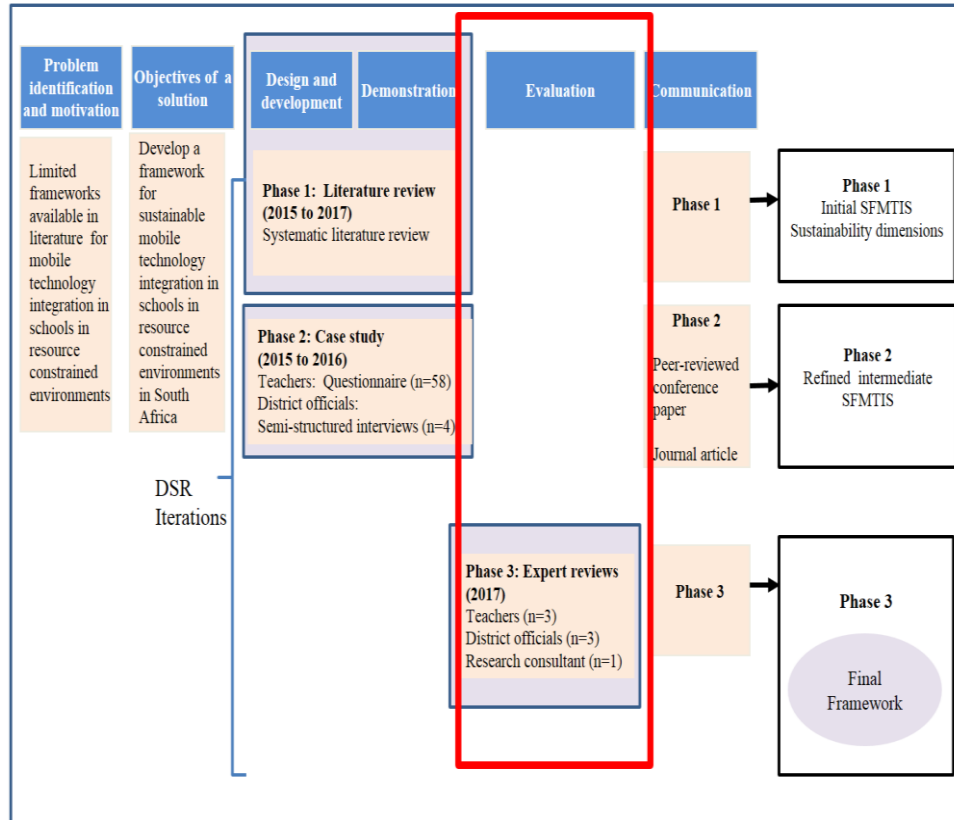 Problem
identification
and motivation
Objectives of a
solution
Design and
development
Demonstration
Evaluation
Communication
Limited
frameworks
available in
literature for
mobile
technology
integration in
schools in
resource
constrained
environments
Develop a
framework
for
sustainable
mobile
technology
integration in
schools in
resource
constrained
environments
in South
Africa
DSR
Iterations
Phase 1: Literature review
(2015 to 2017)
Systematic literature review
Phase 1
Phase 1
Initial SFMTIS
Sustainability dimensions
Phase 2: Case study
(2015 to 2016)
Teachers: Questionnaire (n=58)
District officials:
Semi-structured interviews (n=4)
Phase 2
Peer-reviewed
conference
paper
Journal article
Phase 2
Refined intermediate
SFMTIS
Phase 3: Expert reviews
(2017)
Teachers (n=3)
District officials (n=3)
Research consultant (n=1)
Phase 3
Phase 3
Final
Framework